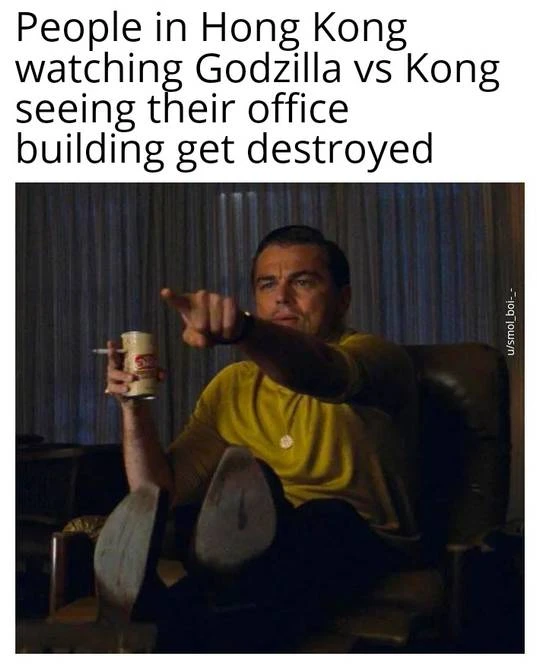 People in Hong Kong
watching Godzilla vs Kong
seeing their office
building get destroyed
u/smol_boi-_-